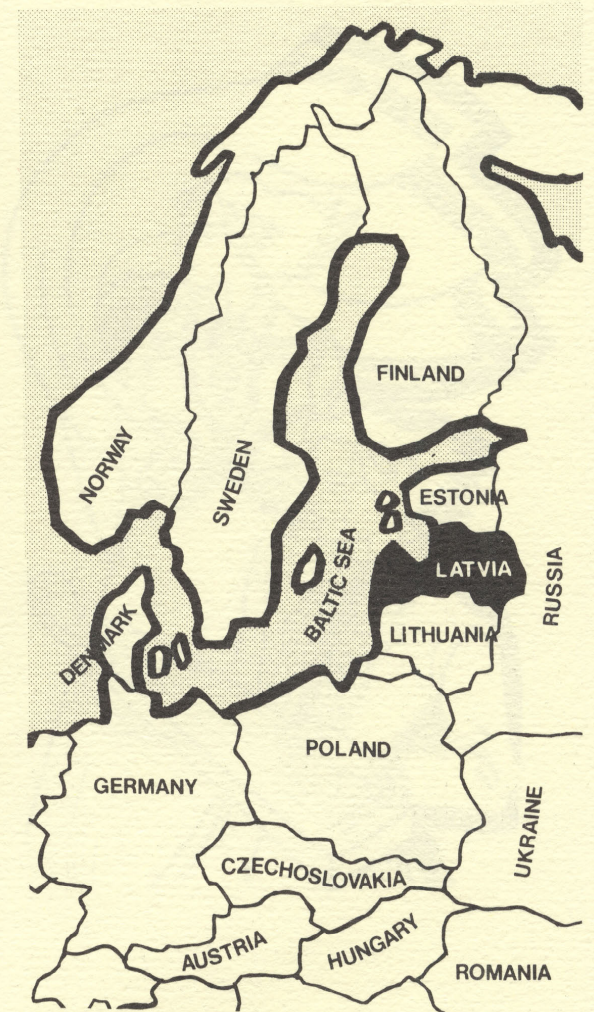 FINLAND
NORWAY
SWEDEN
ESTONIA
LATVIA
RUSSIA
BALTIC SEA
LITHUANIA
DENMARK
POLAND
GERMANY
UKRAINE
CZECHOSLOVAKIA
AUSTRIA
HUNGARY
ROMANIA